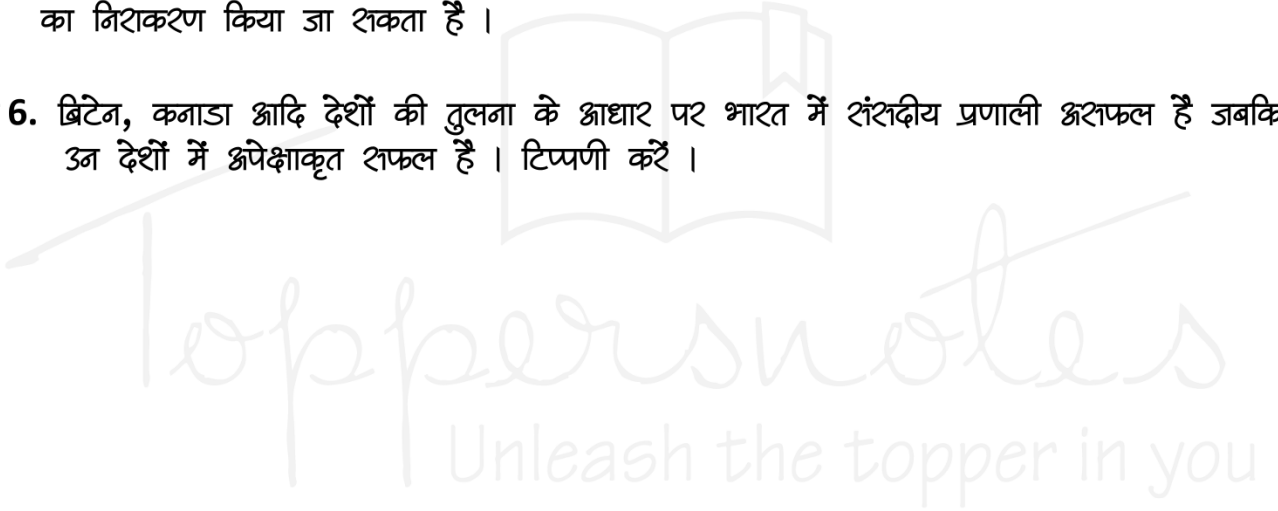 का निराकरण किया जा सकता है ।
6. ब्रिटेन, कनाडा आदि देशों की तुलना के आधार पर भारत में संसदीय प्रणाली असफल है जबकि
उन देशों में अपेक्षाकृत सफल है । टिप्पणी करें ।
Toppersnotes
Unleash the topper in you